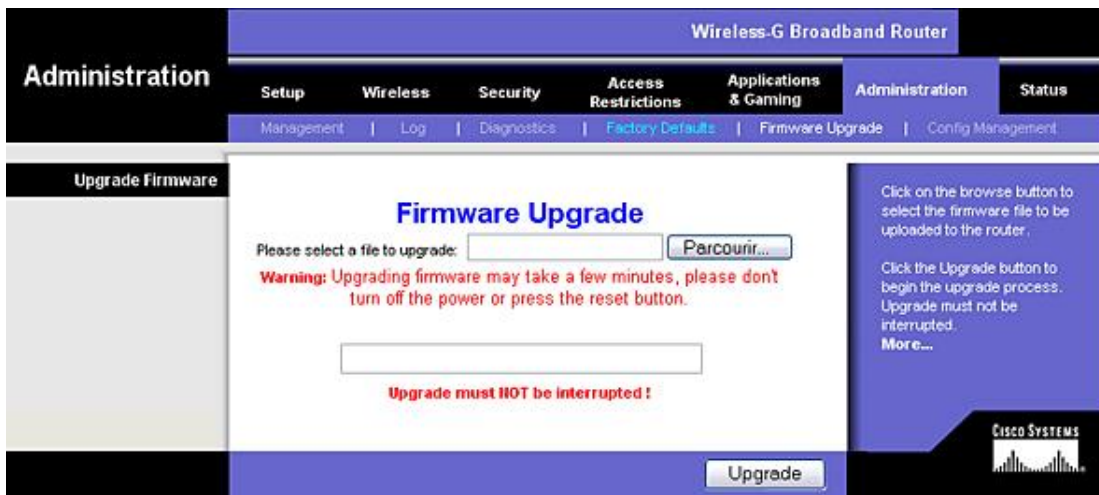 Wireless-G Broadband Router
Administration
Setup Wireless Security Access Restrictions Applications & Gaming Administration Status
Management | Log | Diagnostics | Factory Defaults | Firmware Upgrade | Config Management
Upgrade Firmware
Firmware Upgrade
Please select a file to upgrade: Parcourir...
Warning: Upgrading firmware may take a few minutes, please don't
turn off the power or press the reset button.
Upgrade must NOT be interrupted !
Click on the browse button to
select the firmware file to be
uploaded to the router.
Click the Upgrade button to
begin the upgrade process.
Upgrade must not be
interrupted.
More...
CISCO SYSTEMS
Upgrade